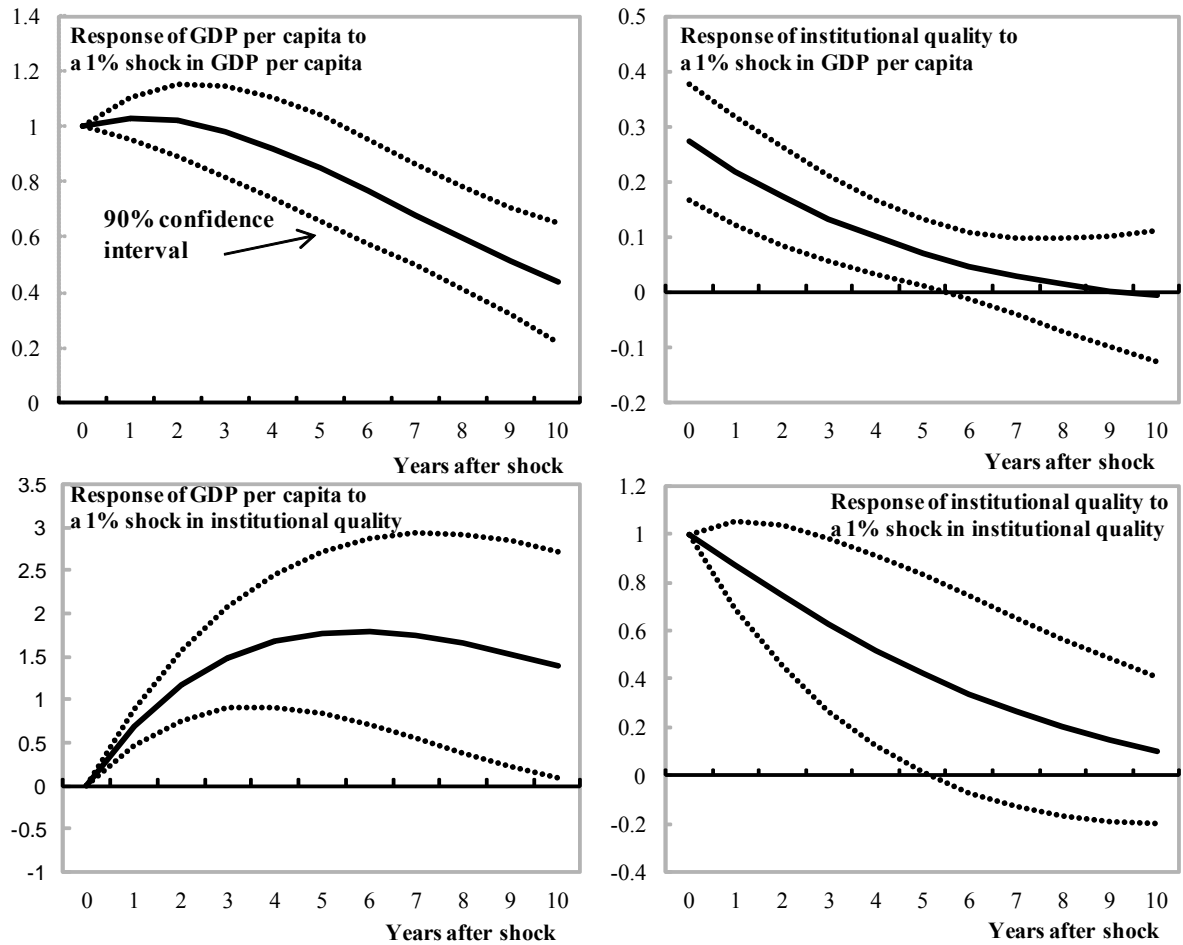 Response of GDP per capita to
a 1% shock in GDP per capita
1.4
1.2
1
0.8
0.6
0.4
0.2
0
90% confidence
interval
0 1 2 3 4 5 6 7 8 9 10
Years after shock
Response of institutional quality to
a 1% shock in GDP per capita
0.5
0.4
0.3
0.2
0.1
0
-0.1
-0.2
0 1 2 3 4 5 6 7 8 9 10
Years after shock
Response of GDP per capita to
a 1% shock in institutional quality
3.5
3
2.5
2
1.5
1
0.5
0
-0.5
-1
0 1 2 3 4 5 6 7 8 9 10
Years after shock
Response of institutional quality to
a 1% shock in institutional quality
1.2
1
0.8
0.6
0.4
0.2
0
-0.2
-0.4
0 1 2 3 4 5 6 7 8 9 10
Years after shock